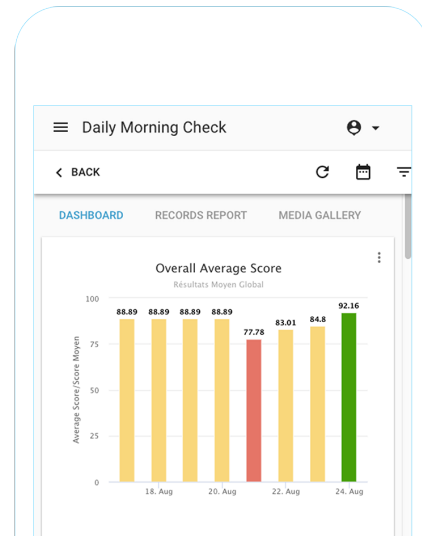 Daily Morning Check
BACK
DASHBOARD RECORDS REPORT MEDIA GALLERY
Overall Average Score
Résultats Moyen Global
Average Score/Score Moyen
100
75
50
25
0
88.89 88.89 88.89 88.89 77.78 83.01 84.8 92.16
18. Aug 20. Aug 22. Aug 24. Aug